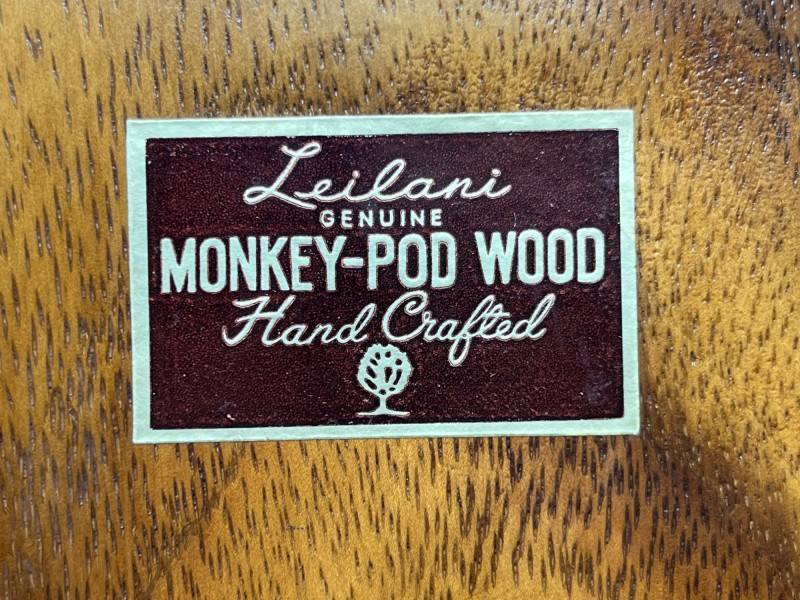 Leilani
GENUINE
MONKEY-POD WOOD
Hand Crafted